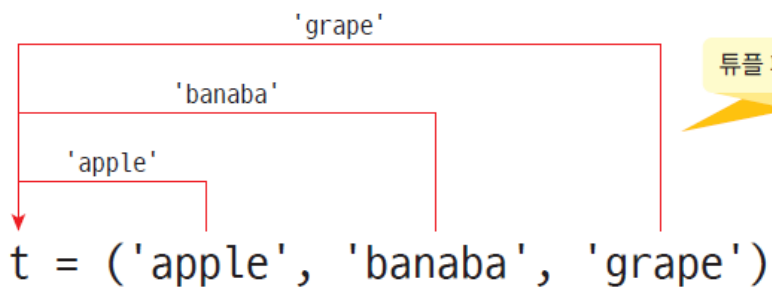 'grape'
튜플
'banaba'
'apple'
t = ('apple', 'banaba', 'grape')